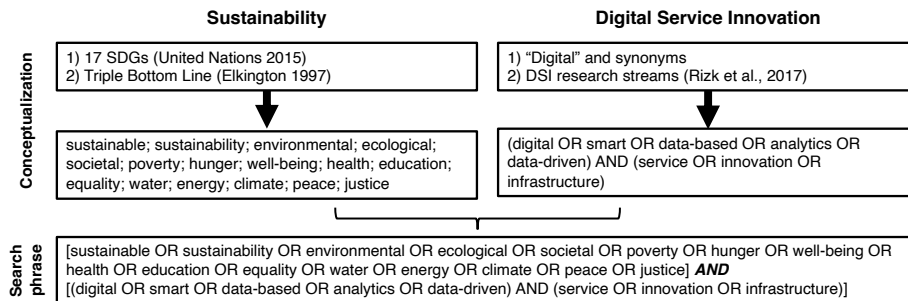 Sustainability
Digital Service Innovation
Conceptualization
1) 17 SDGs (United Nations 2015)
2) Triple Bottom Line (Elkington 1997)
1) “Digital” and synonyms
2) DSI research streams (Rizk et al., 2017)
sustainable; sustainability; environmental; ecological;
societal; poverty; hunger; well-being; health; education;
equality; water; energy; climate; peace; justice
(digital OR smart OR data-based OR analytics OR
data-driven) AND (service OR innovation OR
infrastructure)
Search
phrase
[sustainable OR sustainability OR environmental OR ecological OR societal OR poverty OR hunger OR well-being OR
health OR education OR equality OR water OR energy OR climate OR peace OR justice] AND
[(digital OR smart OR data-based OR analytics OR data-driven) AND (service OR innovation OR infrastructure)]